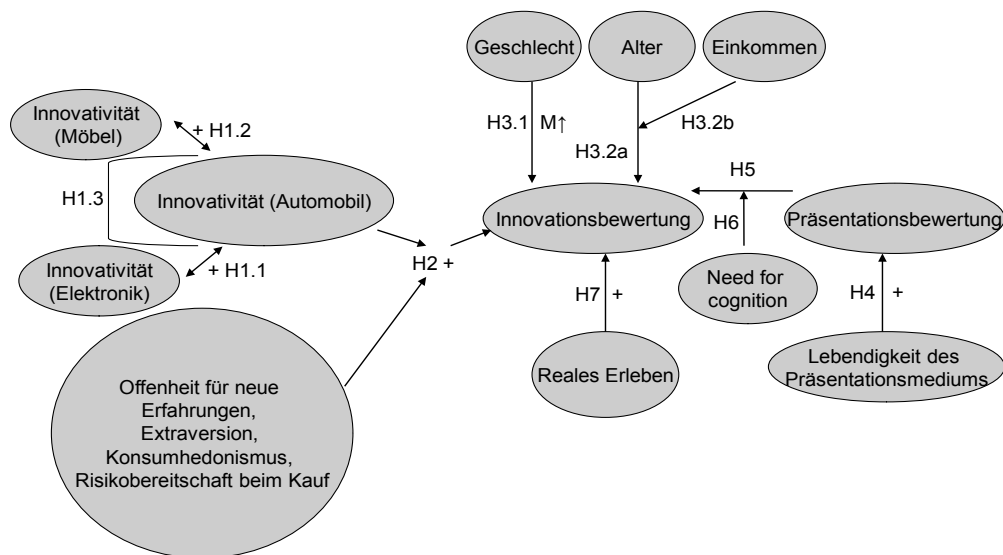 Geschlecht
Alter
Einkommen
Innovativität
(Möbel)
+ H1.2
H3.1
M↑
H3.2b
H3.2a
H5
H1.3
Innovativität (Automobil)
Innovationsbewertung
Präsentationsbewertung
H6
H2 +
+ H1.1
Innovativität
(Elektronik)
Need for
cognition
H7
+
H4
+
Reales Erleben
Lebendigkeit des
Präsentationsmediums
Offenheit für neue
Erfahrungen,
Extraversion,
Konsumhedonismus,
Risikobereitschaft beim Kauf